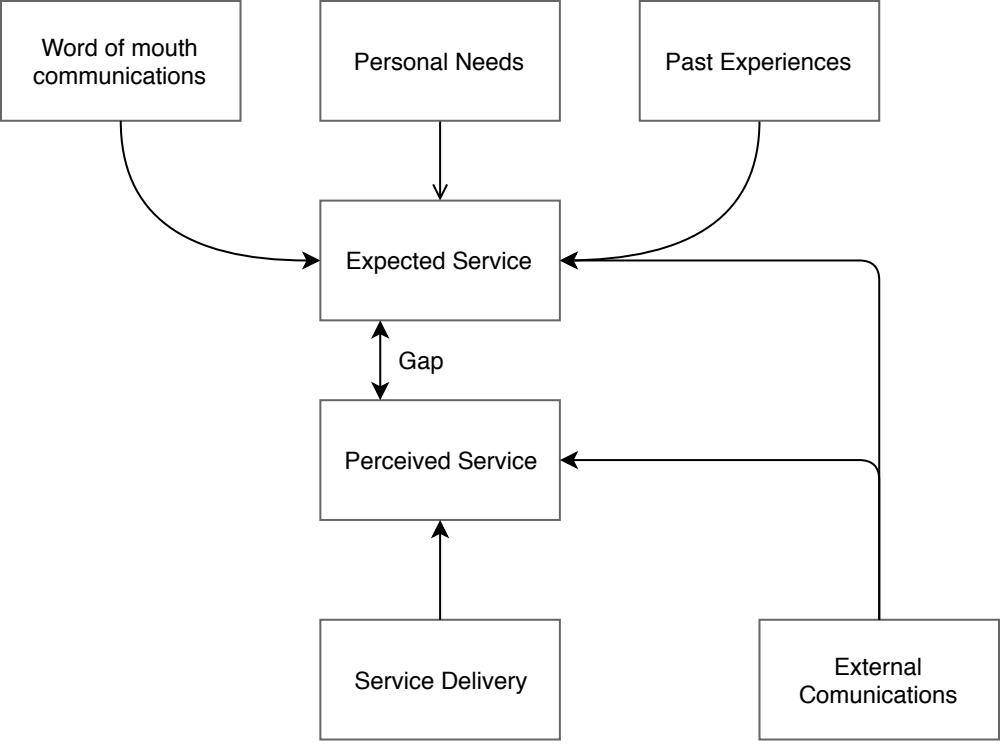 Word of mouth
communications
Personal Needs
Past Experiences
Expected Service
Gap
Perceived Service
Service Delivery
External
Comunications